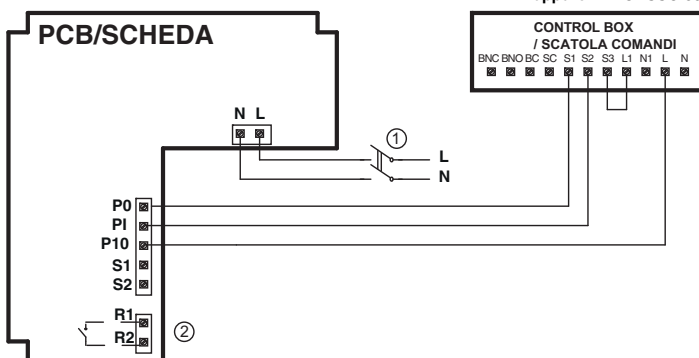 PCB/SCHEDA
CONTROL BOX
/ SCATOLA COMANDI
BNC BNO BC SC S1 S2 S3 L1 N1 L N
N L
1
L
N
P0
PI
P10
S1
S2
R1
R2
2